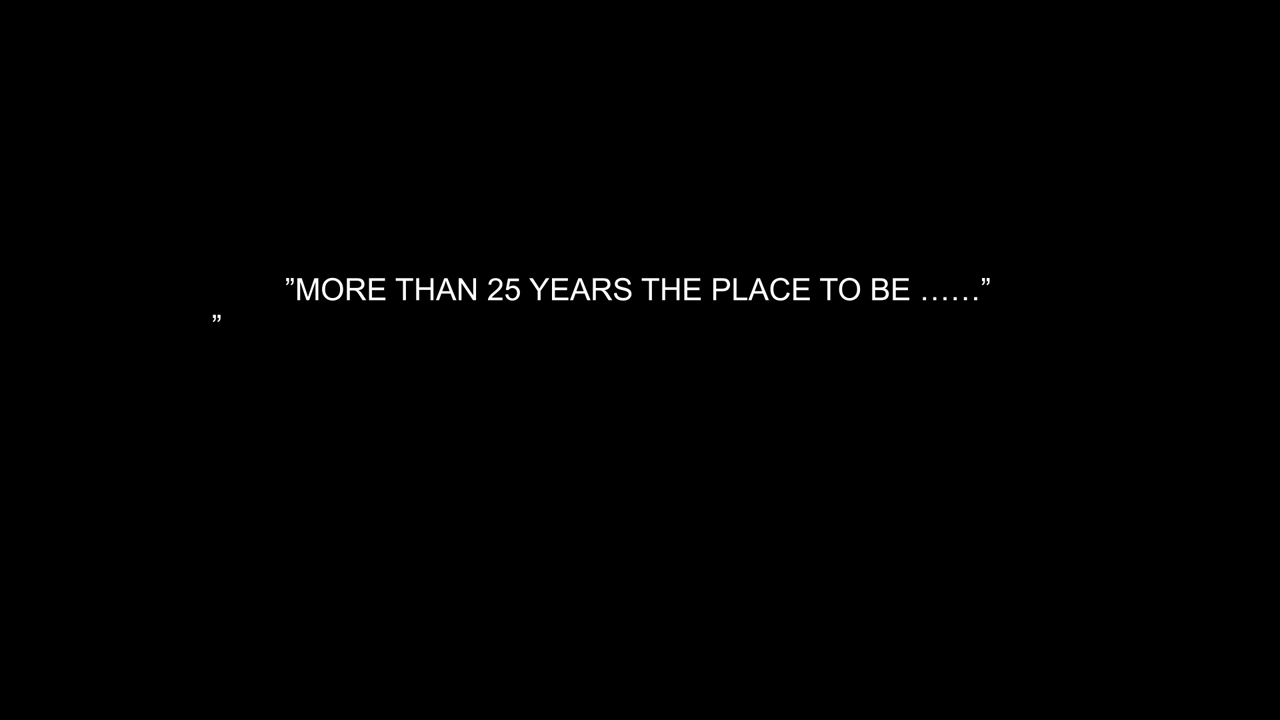 ”MORE THAN 25 YEARS THE PLACE TO BE ……”
”